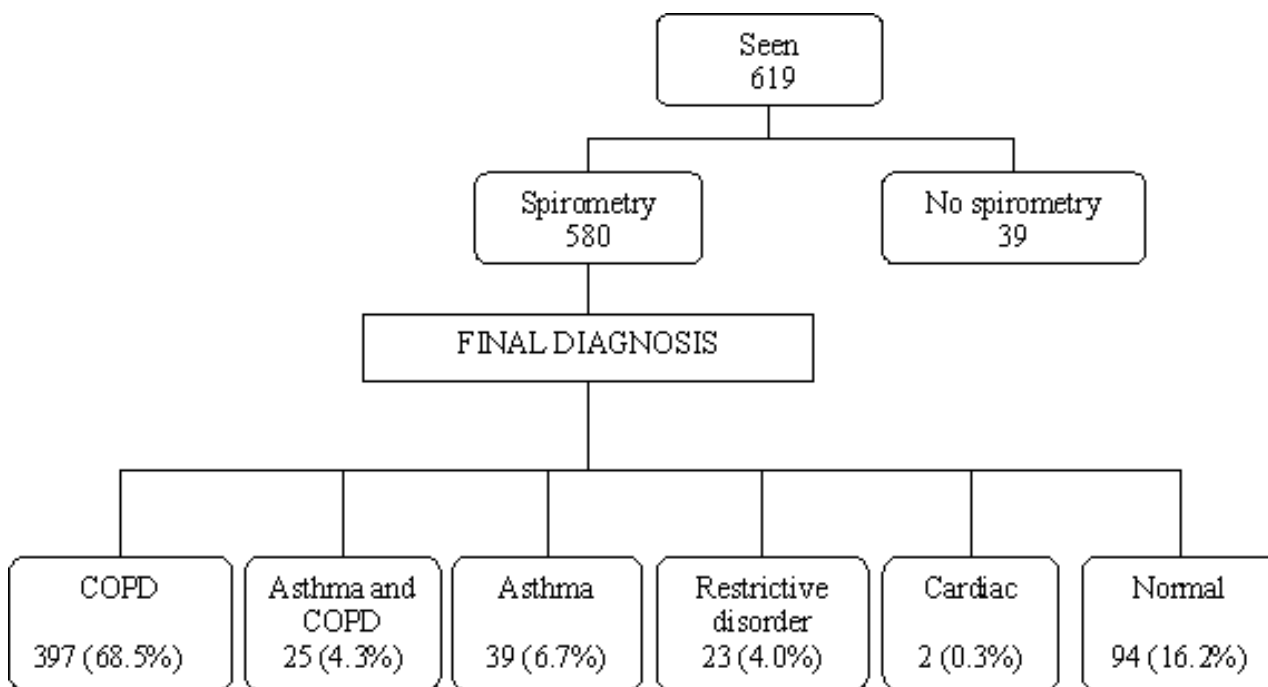 Seen
619
Spirometry
580
No spirometry
39
FINAL DIAGNOSIS
COPD
397 (68.5%)
Asthma and
COPD
25 (4.3%)
Asthma
39 (6.7%)
Restrictive
disorder
23 (4.0%)
Cardiac
2 (0.3%)
Normal
94 (16.2%)